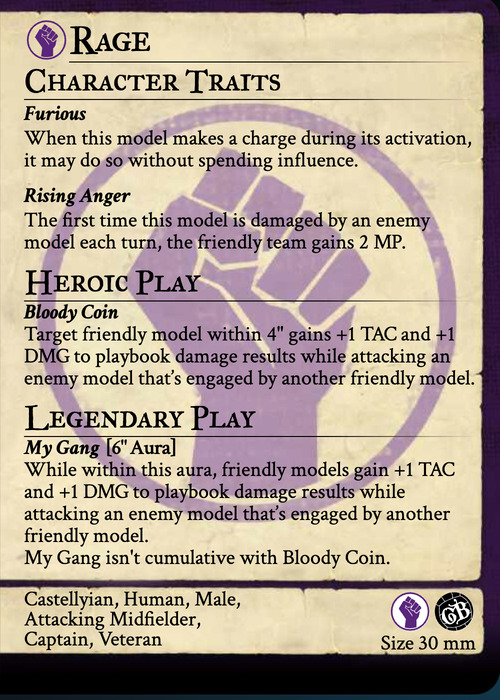 Rage
Character Traits
Furious
When this model makes a charge during its activation,
it may do so without spending influence.
Rising Anger
The first time this model is damaged by an enemy
model each turn, the friendly team gains 2 MP.
Heroic Play
Bloody Coin
Target friendly model within 4" gains +1 TAC and +1
DMG to playbook damage results while attacking an
enemy model that's engaged by another friendly model.
Legendary Play
My Gang [6" Aura]
While within this aura, friendly models gain +1 TAC
and +1 DMG to playbook damage results while
attacking an enemy model that's engaged by another
friendly model.
My Gang isn't cumulative with Bloody Coin.
Castellyian, Human, Male,
Attacking Midfielder,
Captain, Veteran
GB
Size 30 mm